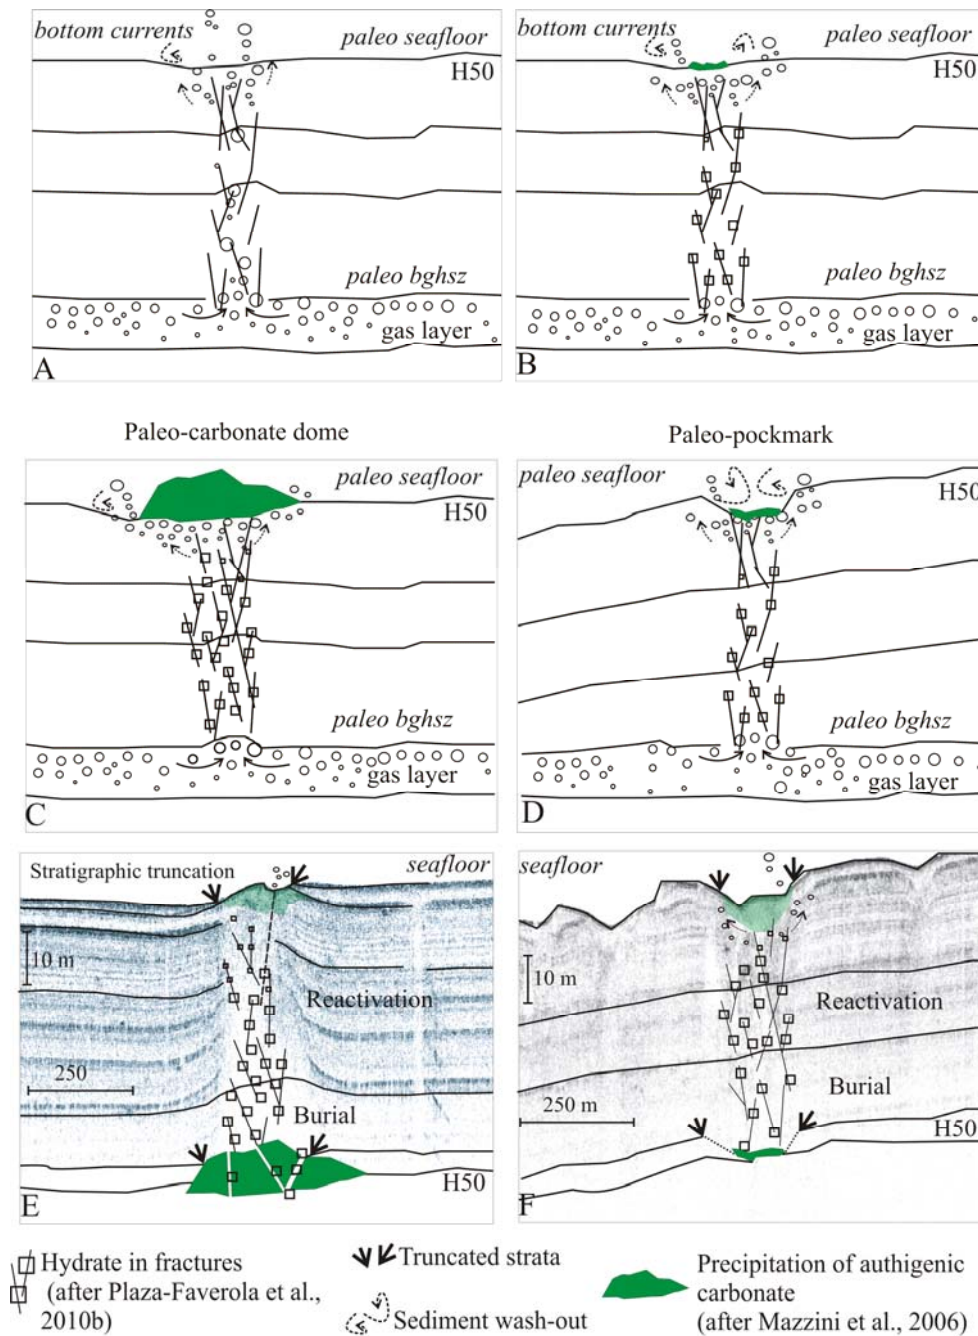 bottom currents
paleo seafloor
H50
paleo bghsz
gas layer
A
bottom currents
paleo seafloor
H50
paleo bghsz
gas layer
B
Paleo-carbonate dome
paleo seafloor
H50
paleo bghsz
gas layer
C
Paleo-pockmark
paleo seafloor
H50
paleo bghsz
gas layer
D
Stratigraphic truncation
seafloor
10 m
Reactivation
250
Burial
H50
E
seafloor
10 m
Reactivation
Burial
250 m
H50
F
Hydrate in fractures
(after Plaza-Faverola et al.,
2010b)
Truncated strata
Sediment wash-out
Precipitation of authigenic
carbonate
(after Mazzini et al., 2006)